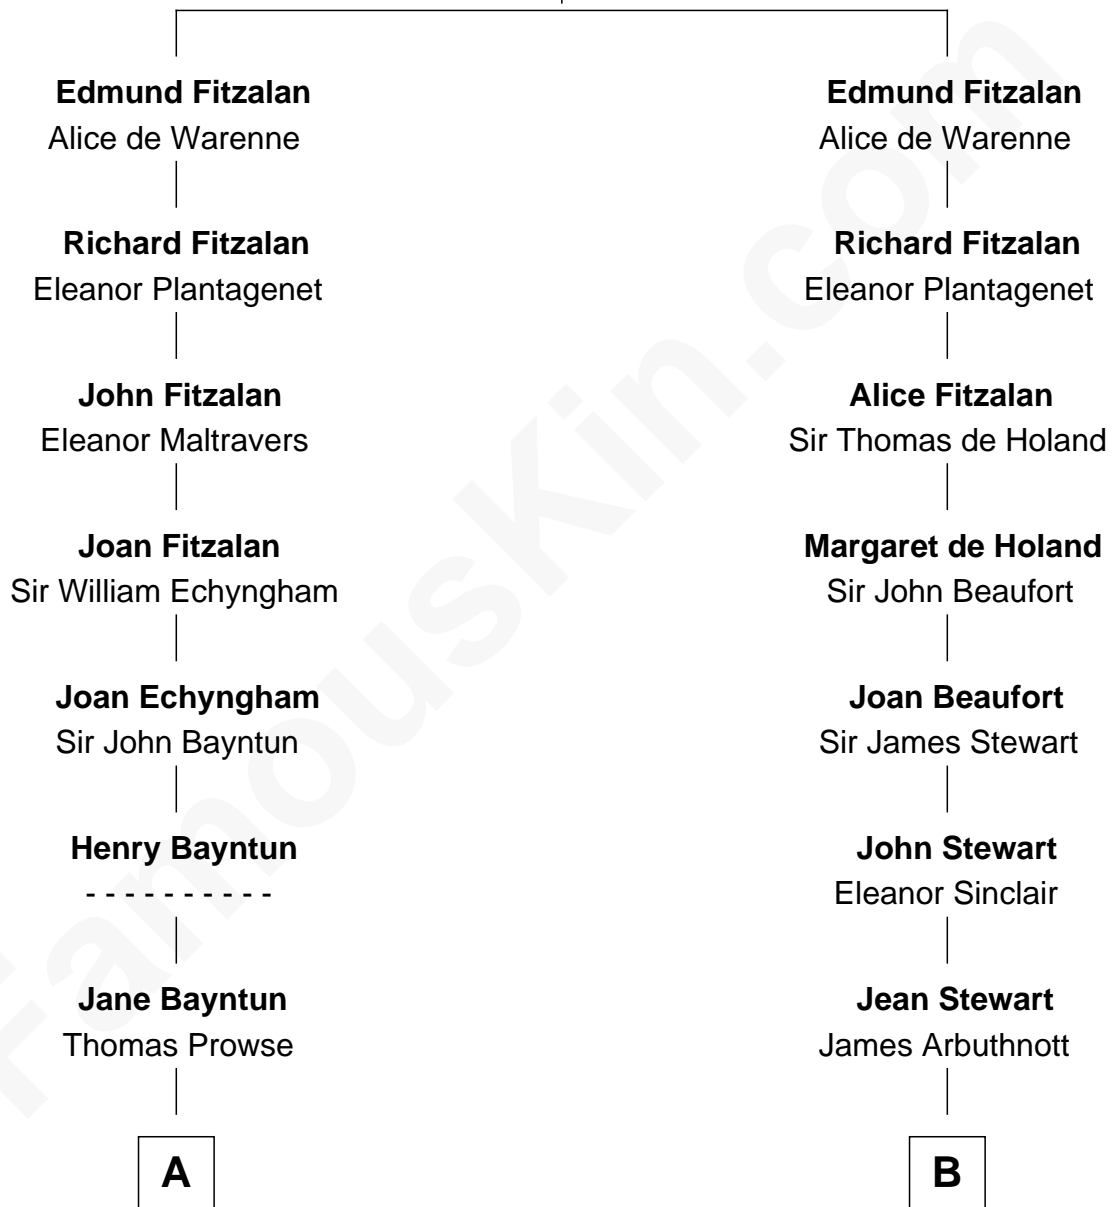 Edmund Fitzalan
Alice de Warenne
Richard Fitzalan
Eleanor Plantagenet
John Fitzalan
Eleanor Maltravers
Joan Fitzalan
Sir William Echyngham
Joan Echyngham
Sir John Bayntun
Henry Bayntun
- - - - - - - - - -
Jane Bayntun
Thomas Prowse
A
Edmund Fitzalan
Alice de Warenne
Richard Fitzalan
Eleanor Plantagenet
Alice Fitzalan
Sir Thomas de Holand
Margaret de Holand
Sir John Beaufort
Joan Beaufort
Sir James Stewart
John Stewart
Eleanor Sinclair
Jean Stewart
James Arbuthnott
B
FamousKin.com